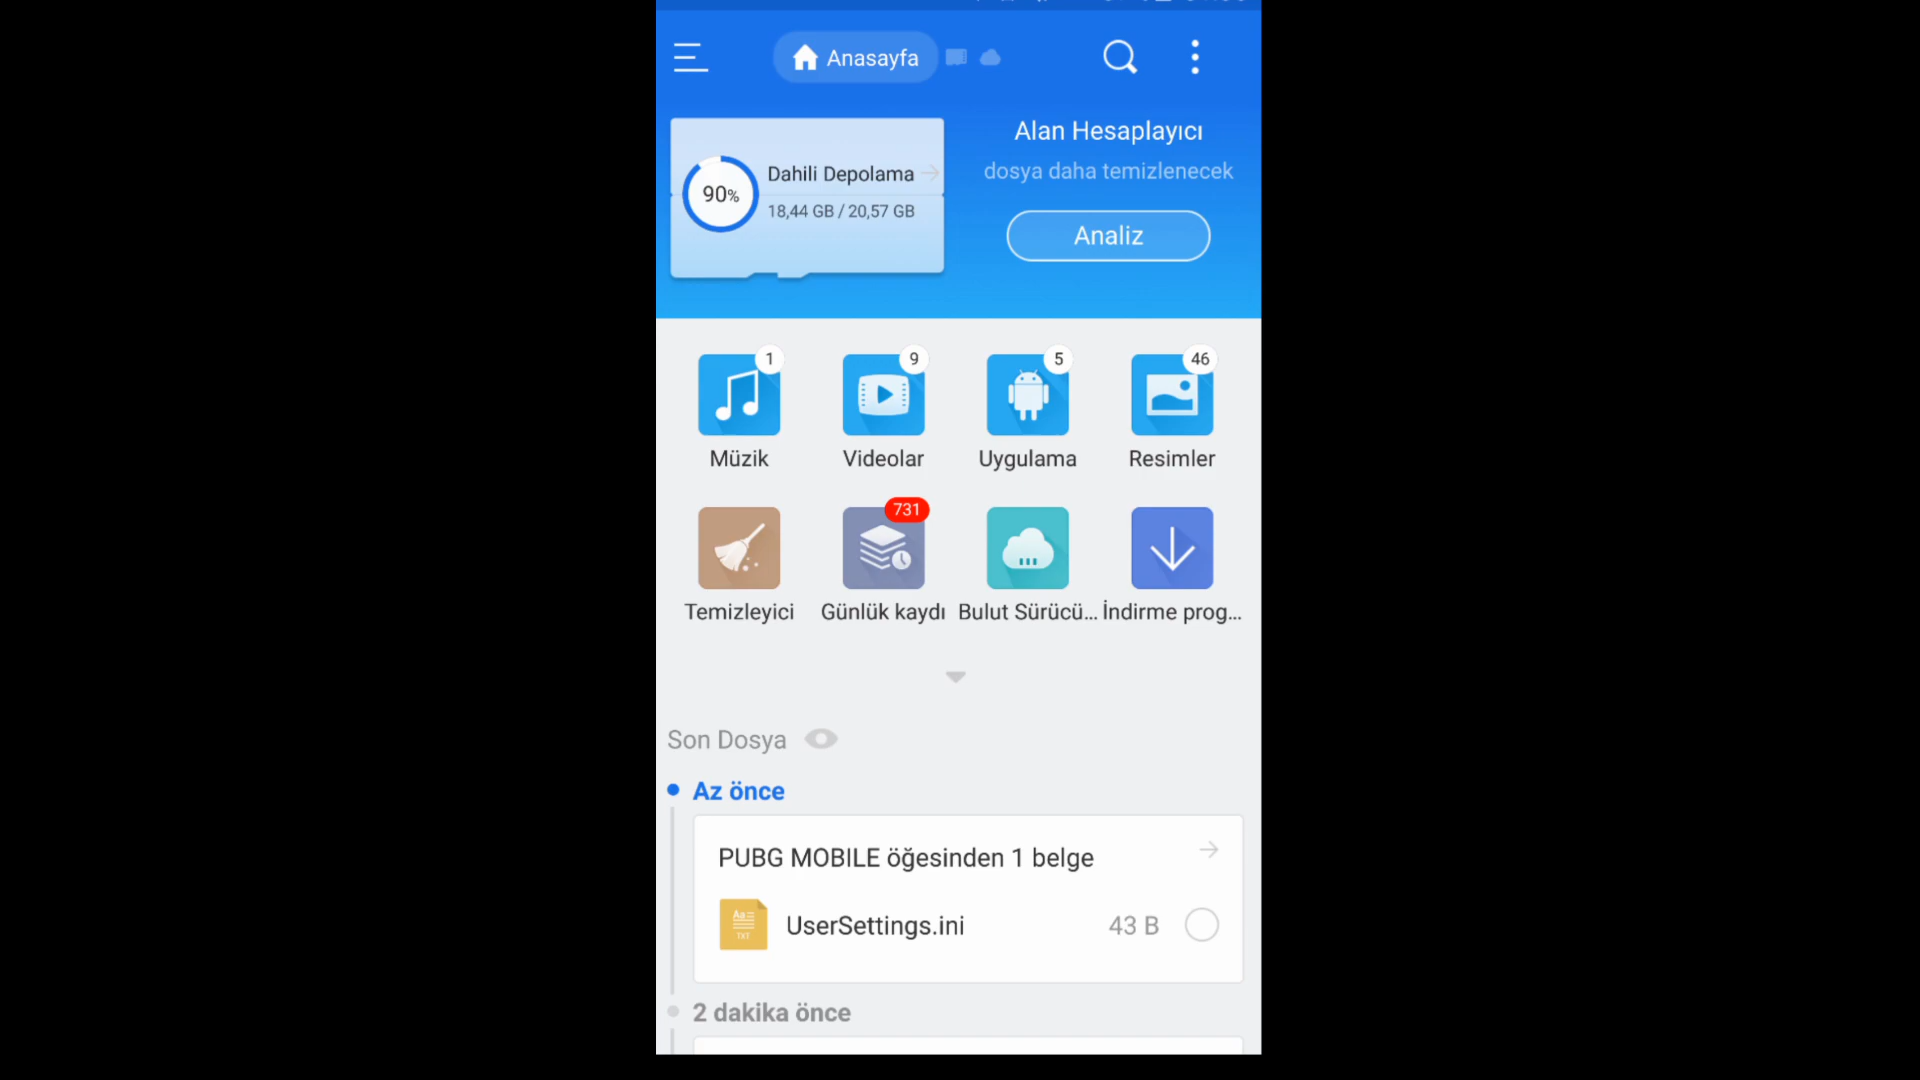 Anasayfa
Alan Hesaplayıcı
dosya daha temizlenecek
Analiz
90%
Dahili Depolama
18,44 GB / 20,57 GB
1
9
5
46
Müzik
Videolar
Uygulama
Resimler
731
Temizleyici
Günlük kaydı
Bulut Sürücü...
İndirme prog...
Son Dosya
Az önce
PUBG MOBILE öğesinden 1 belge
Aa
TXT
UserSettings.ini
43 B
2 dakika önce